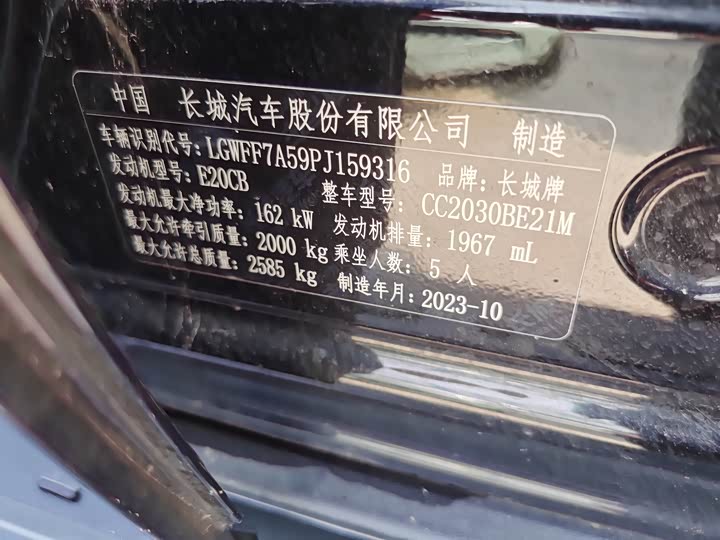 中国 长城汽车股份有限公司 制造
车辆识别代号: LGWFF7A59PJ159316 品牌: 长城牌
发动机型号: E20CB 整车型号: CC2030BE21M
发动机最大净功率: 162 kW 发动机排量: 1967 mL
最大允许牵引质量: 2000 kg 乘坐人数: 5 人
最大允许总质量: 2585 kg 制造年月: 2023-10